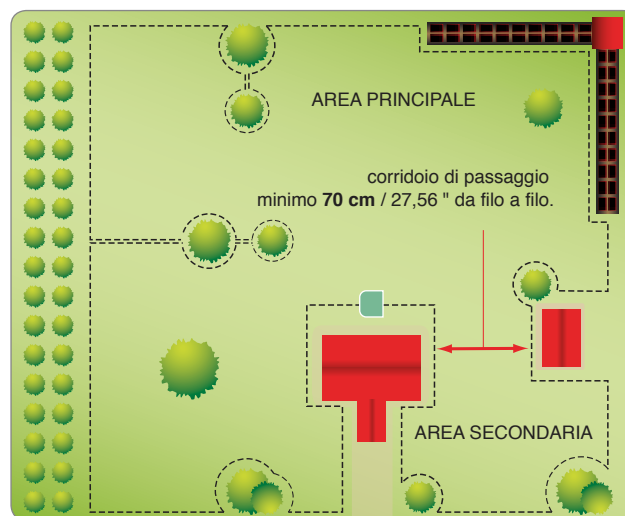 AREA PRINCIPALE
corridoio di passaggio
minimo 70 cm / 27,56 " da filo a filo.
AREA SECONDARIA